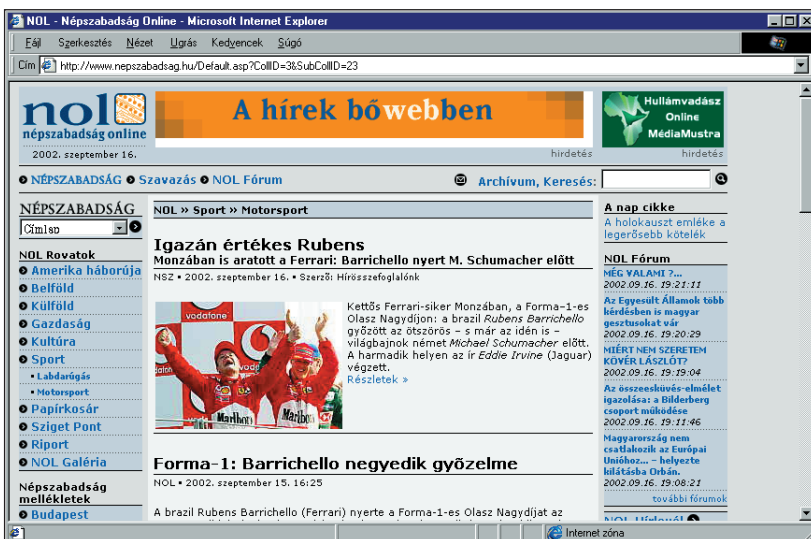 NOL - Népszabadság Online - Microsoft Internet Explorer
Fájl Szerkesztés Nézet Ugrás Kedvencek Súgó
Cím http://www.nepszabadsag.hu/Default.asp?CollID=3&SubCollID=23
nol
népszabadság online
2002. szeptember 16.
A hírek bővebben
hirdetés
Hullámvadász
Online
MédiaMustra
hirdetés
NÉPSZABADSÁG Szavazás NOL Fórum
Archívum, Keresés:
NÉPSZABADSÁG
Címlap
NOL Rovatok
Amerika háborúja
Belföld
Külföld
Gazdaság
Kultúra
Sport
Labdarúgás
Motorsport
Papírkosár
Sziget Pont
Riport
NOL Galéria
Népszabadság
mellékletek
Budapest
NOL » Sport » Motorsport
Igazán értékes Rubens
Monzában is aratott a Ferrari: Barrichello nyert M. Schumacher előtt
NSZ • 2002. szeptember 16. • Szerző: Hírösszefoglalónk
vodafone
Marlboro
Marlboro
Kettős Ferrari-siker Monzában, a Forma-1-es
Olasz Nagydíjon: a brazil Rubens Barrichello
győzött az ötszörös – s már az idén is –
világbajnok német Michael Schumacher előtt.
A harmadik helyen az ír Eddie Irvine (Jaguar)
végzett.
Részletek »
Forma-1: Barrichello negyedik győzelme
NOL • 2002. szeptember 15. 16:25
A brazil Rubens Barrichello (Ferrari) nyerte a Forma-1-es Olasz Nagydíjat az
A nap cikke
A holokauszt emléke a
legerősebb kötelék
NOL Fórum
MÉG VALAMI ?...
2002.09.16. 19:21:11
Az Egyesült Államok több
kérdésben is magyar
gesztusokat vár
2002.09.16. 19:20:29
MIÉRT NEM SZERETEM
KÖVÉR LÁSZLÓT?
2002.09.16. 19:19:04
Az összeesküvés-elmélet
igazolása: a Bilderberg
csoport működése
2002.09.16. 19:11:46
Magyarország nem
csatlakozik az Európai
Unióhoz... – helyezte
kilátásba Orbán.
2002.09.16. 19:08:21
további fórumok
NOL Hírlevél
Internet zóna